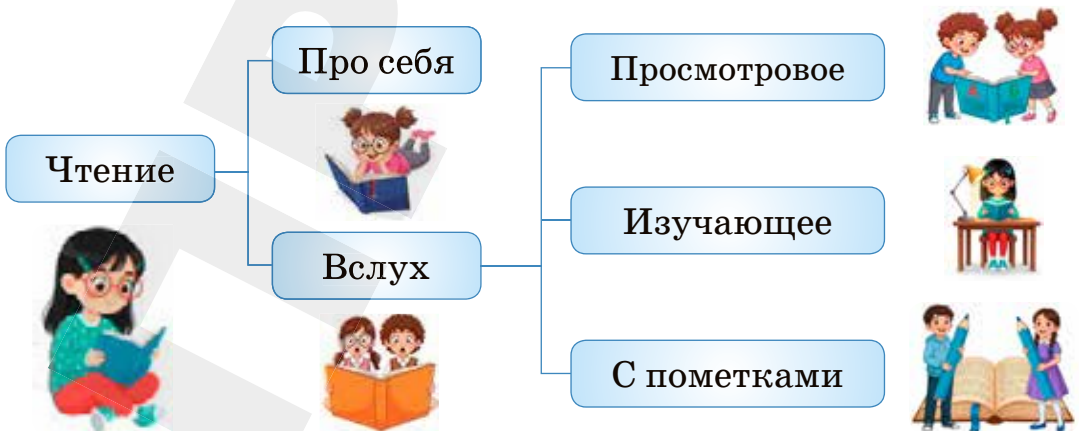 Чтение
Про себя
Вслух
Просмотровое
Изучающее
С пометками